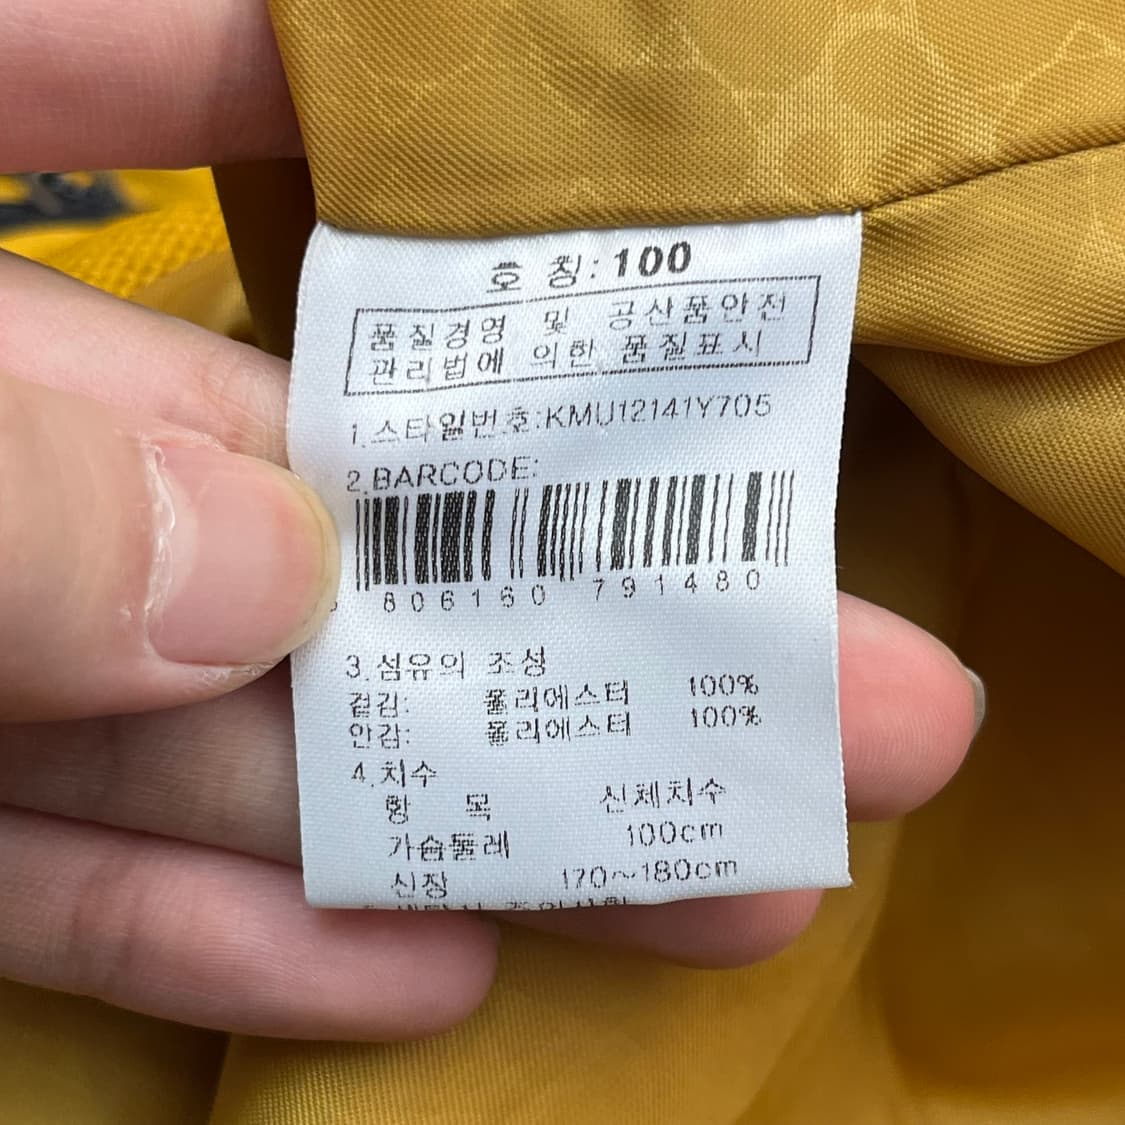 호 칭: 100
품질경영 및 공산품안전
관리법에 의한 품질표시
1.스타일번호:KMU12141Y705
2.BARCODE:
806160 791480
3.섬유의 조성
겉감: 폴리에스터 100%
안감: 폴리에스터 100%
4.치수
항 목 신체치수
가슴둘레 100cm
신장 170~180cm